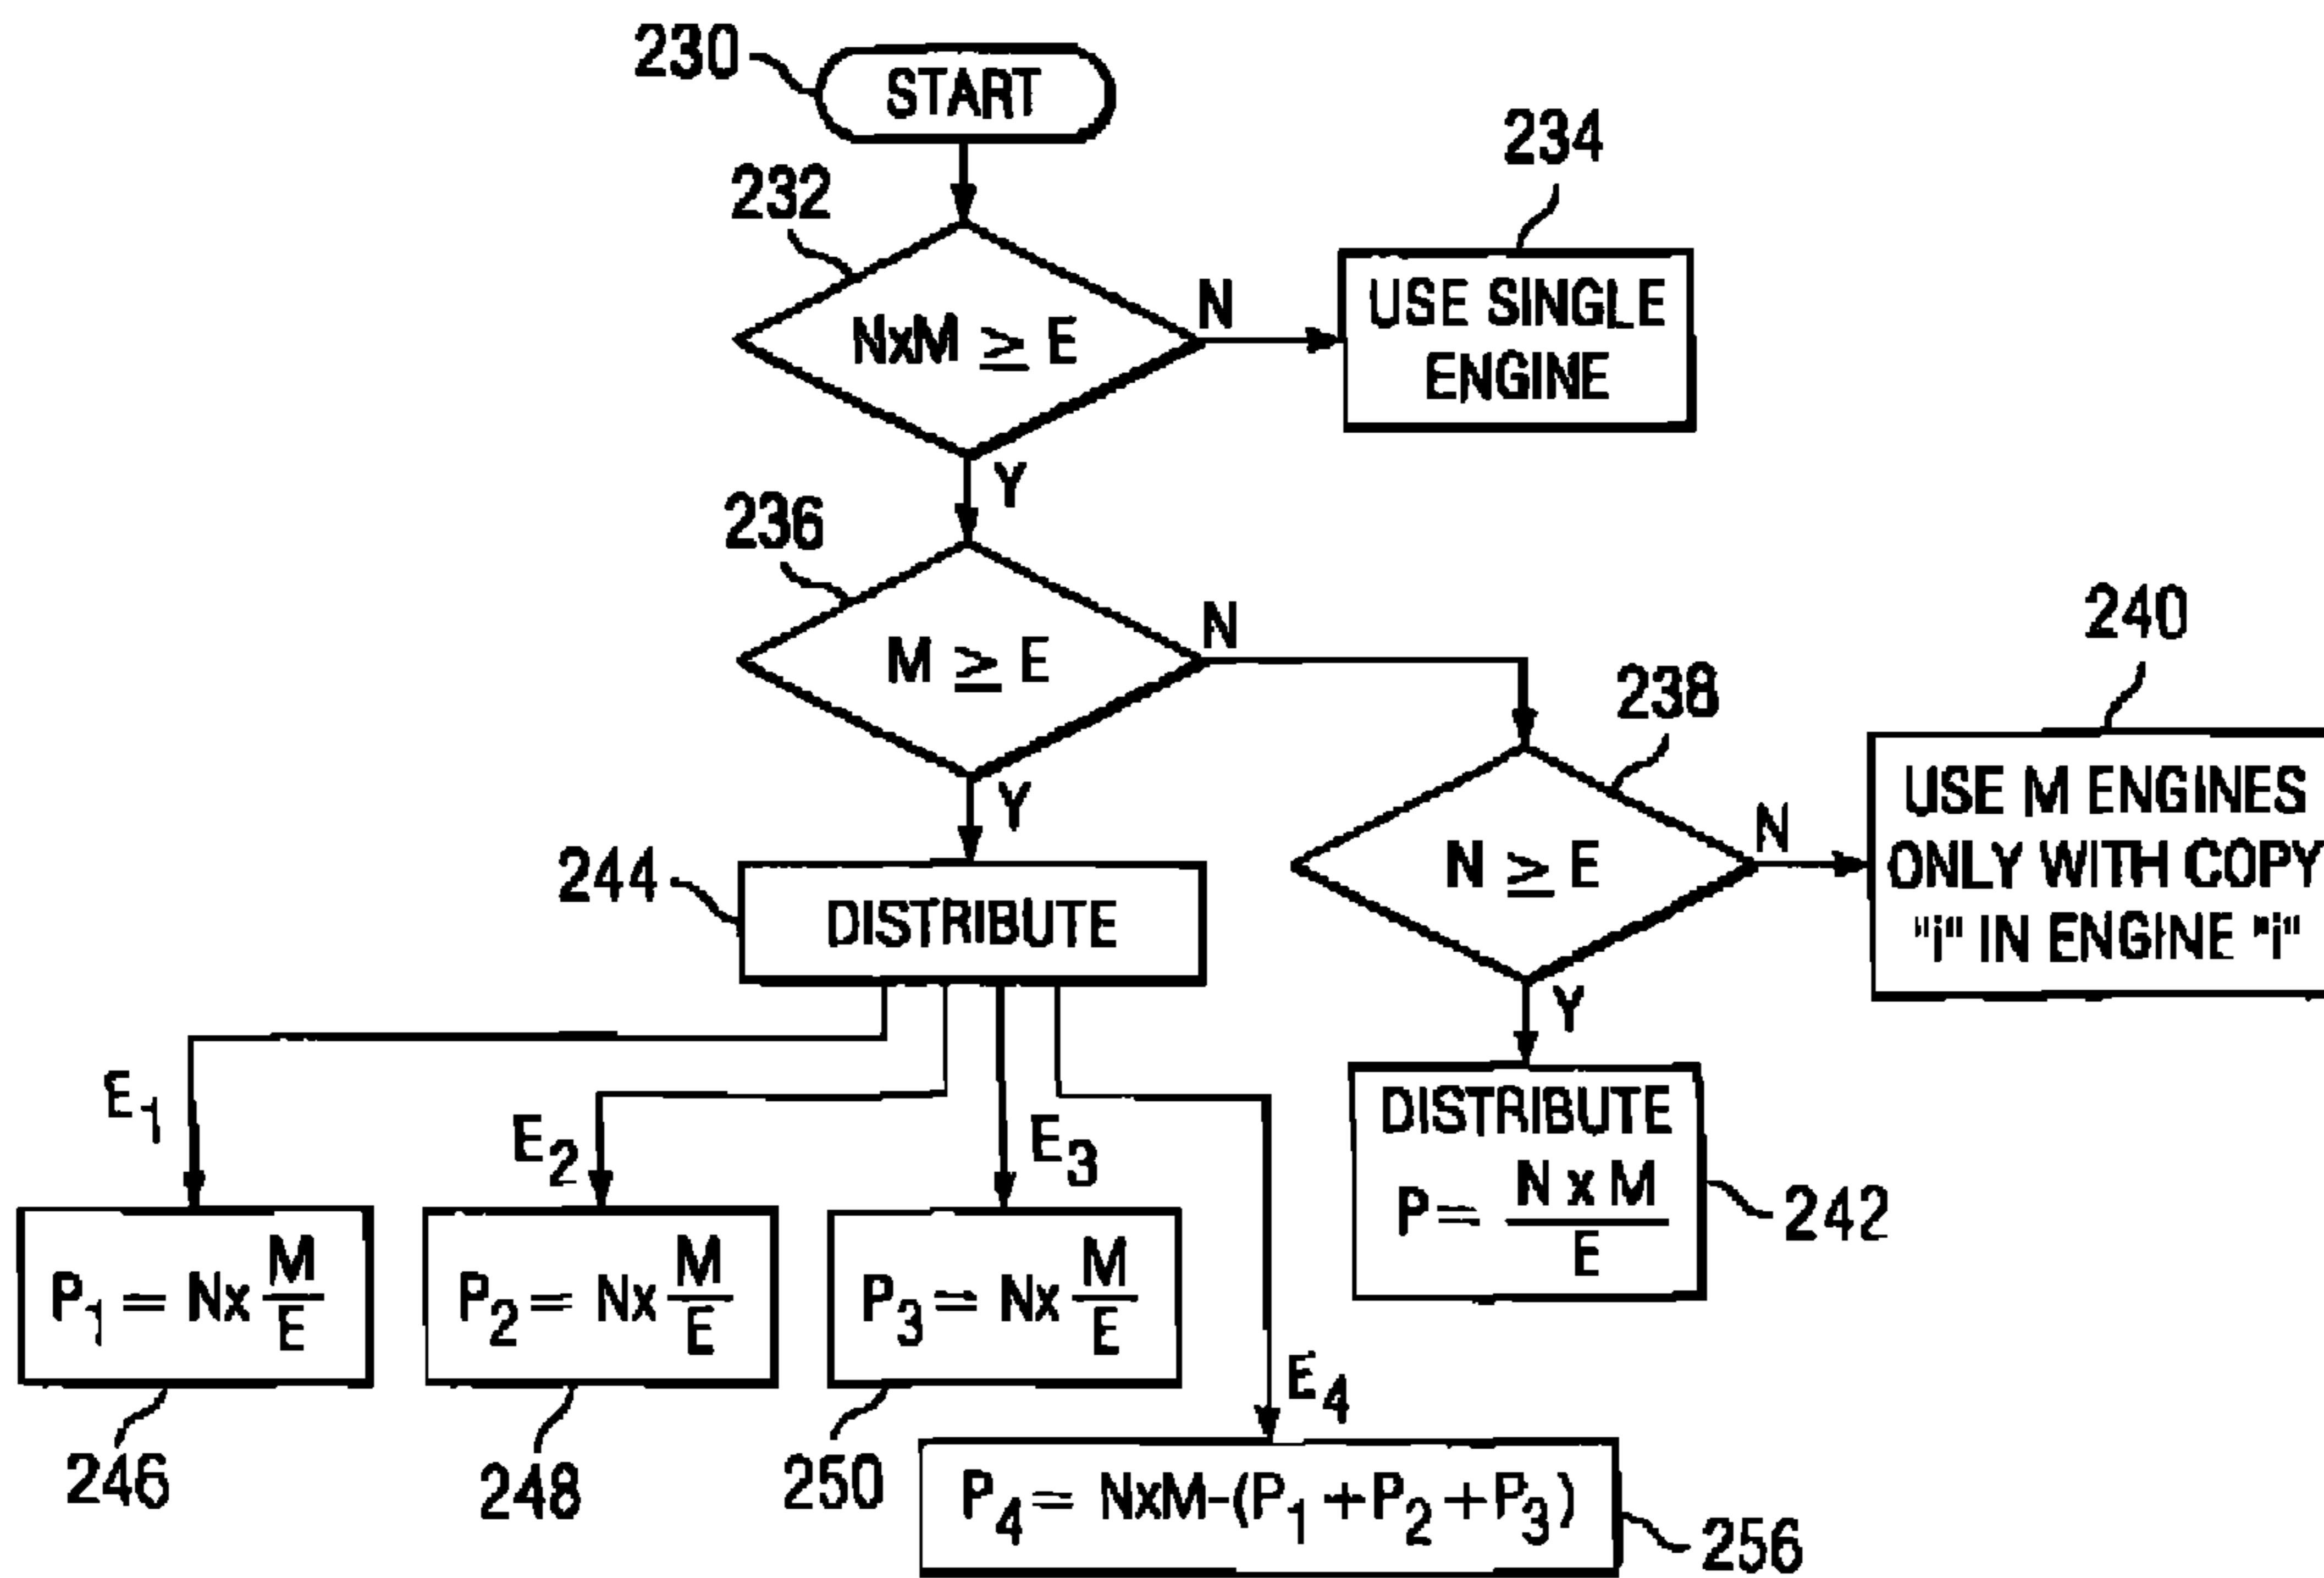 230
START
234
232
NxM ≥ E
N
USE SINGLE
ENGINE
Y
236
M ≥ E
N
240
238
Y
N ≥ E
N
USE M ENGINES
ONLY WITH COPY
"i" IN ENGINE "i"
244
DISTRIBUTE
Y
E1
E2
E3
DISTRIBUTE
P = N x M
E
242
P1 = Nx M
E
P2 = Nx M
E
P3 = Nx M
E
E4
246
248
250
P4 = NxM-(P1+P2+P3)
256